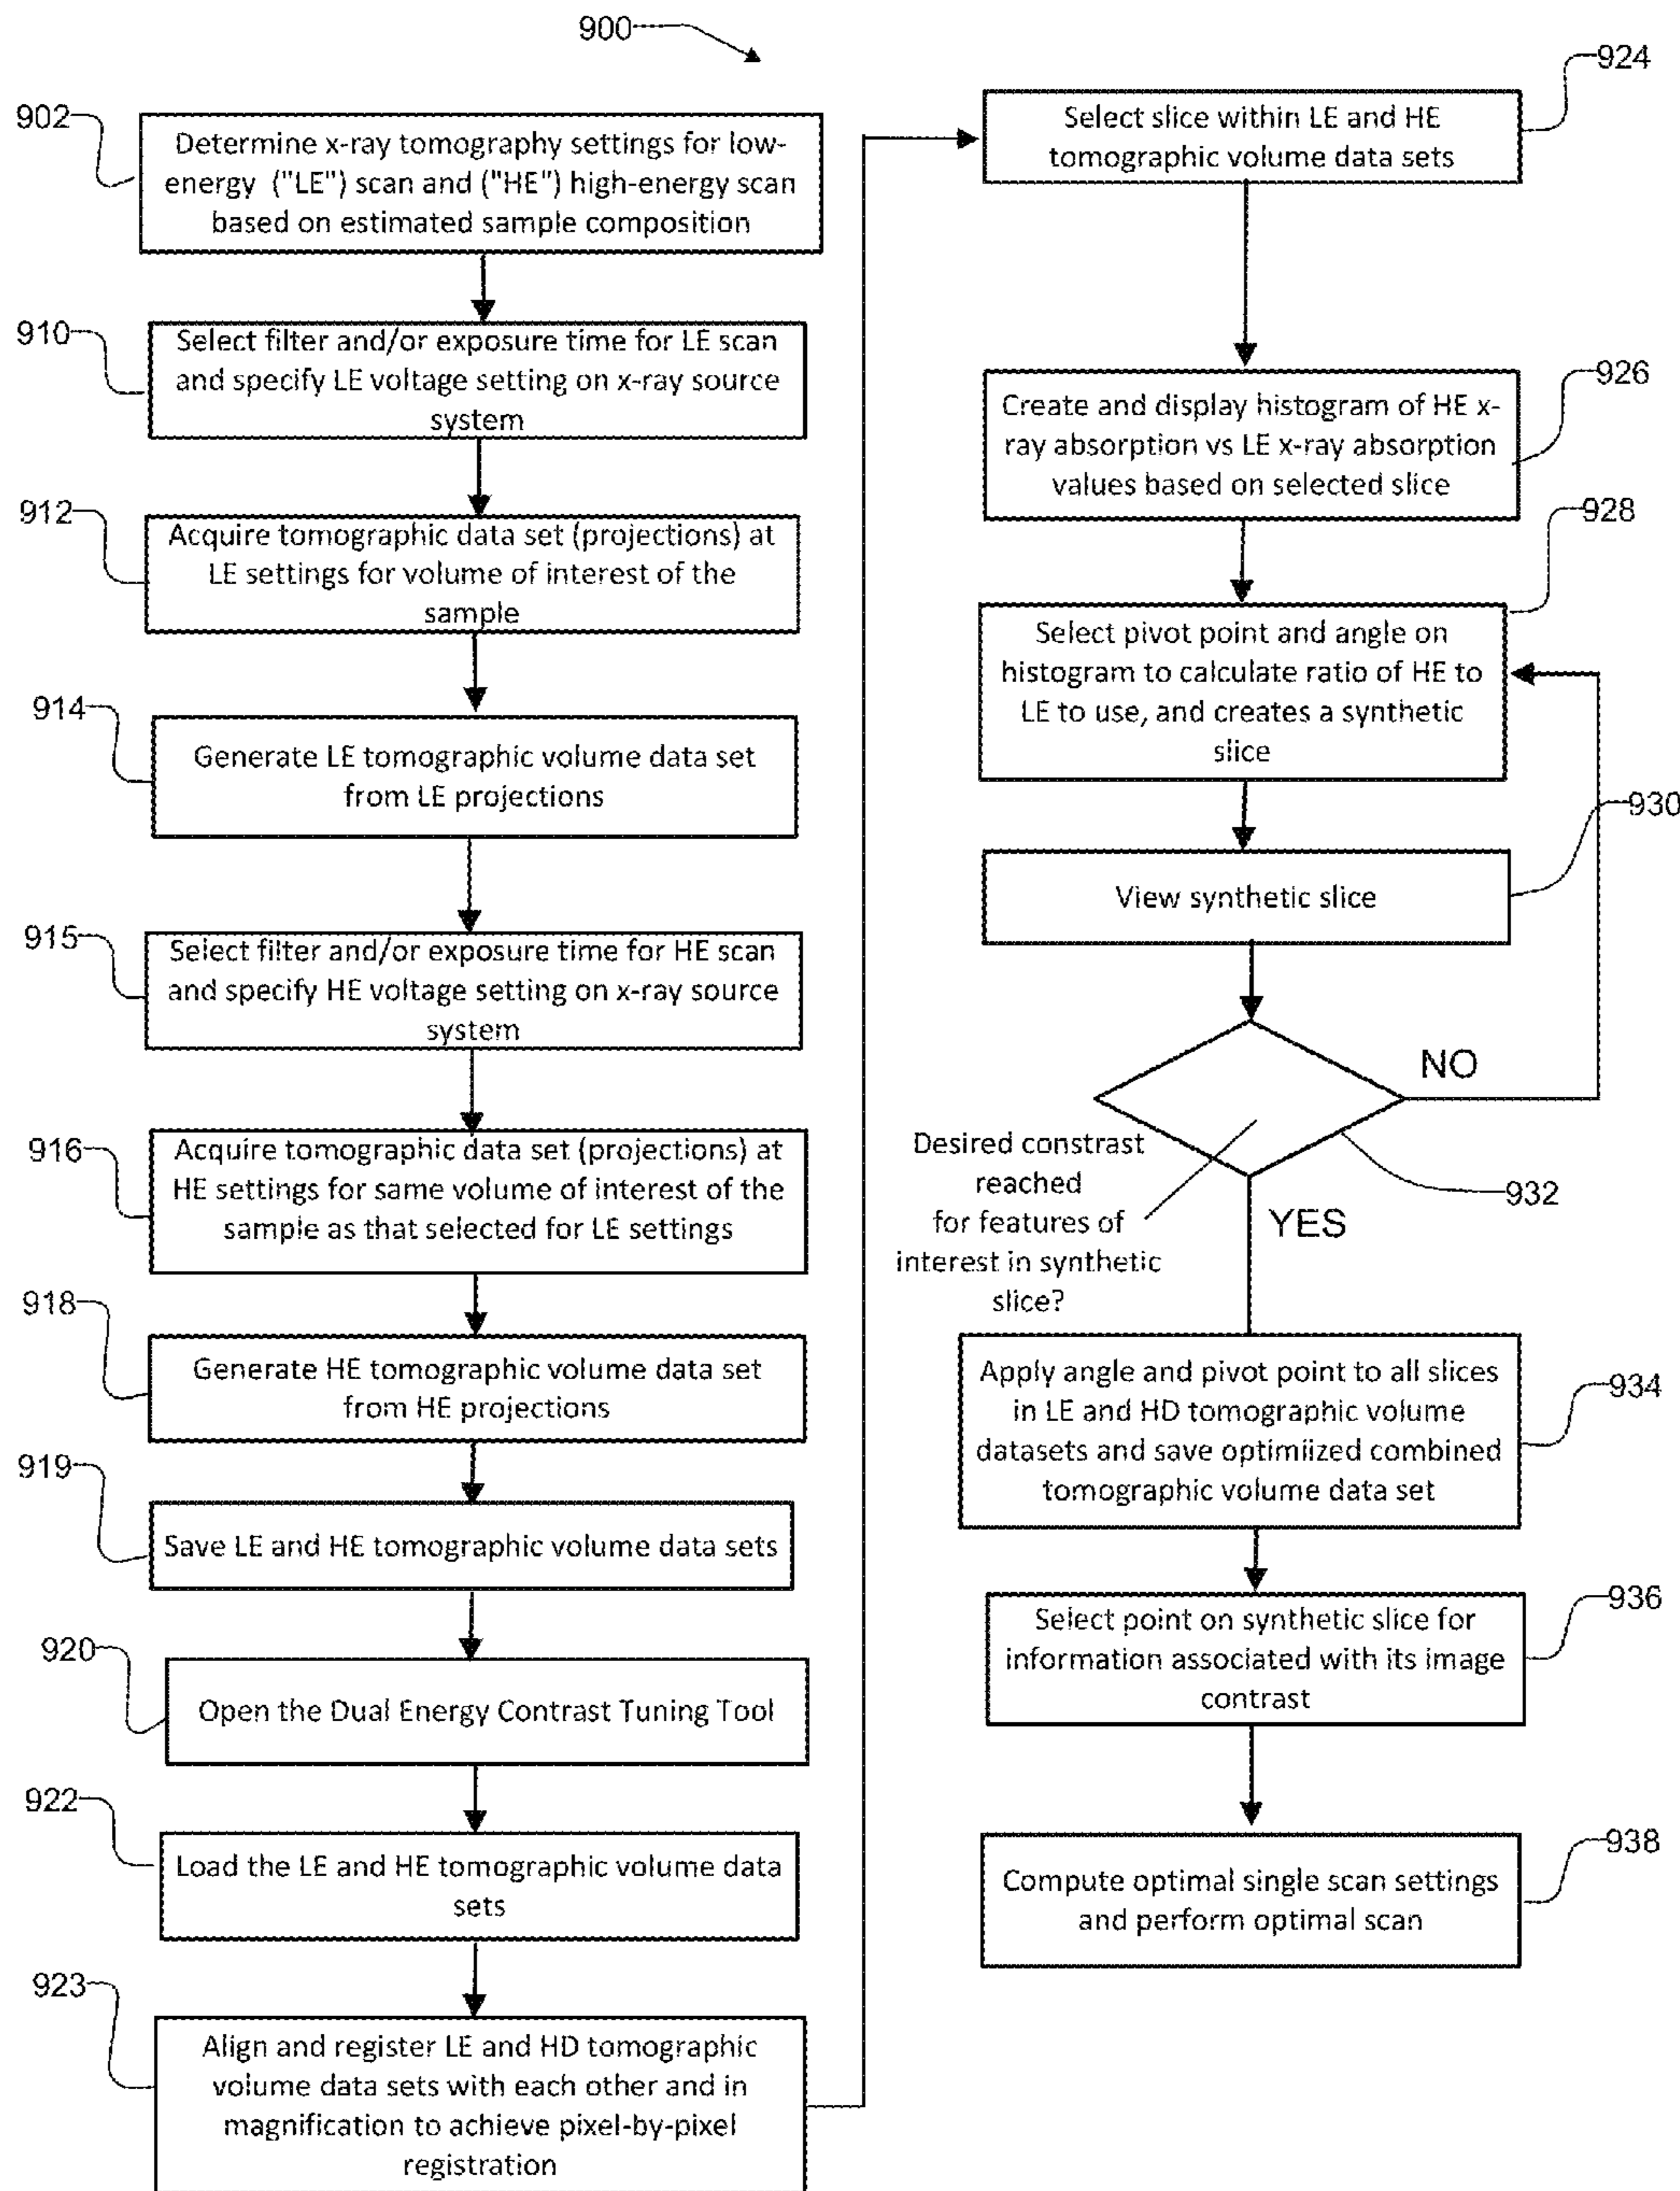 900
902
Determine x-ray tomography settings for low-
energy ("LE") scan and ("HE") high-energy scan
based on estimated sample composition
910
Select filter and/or exposure time for LE scan
and specify LE voltage setting on x-ray source
system
912
Acquire tomographic data set (projections) at
LE settings for volume of interest of the
sample
914
Generate LE tomographic volume data set
from LE projections
915
Select filter and/or exposure time for HE scan
and specify HE voltage setting on x-ray source
system
916
Acquire tomographic data set (projections) at
HE settings for same volume of interest of the
sample as that selected for LE settings
918
Generate HE tomographic volume data set
from HE projections
919
Save LE and HE tomographic volume data sets
920
Open the Dual Energy Contrast Tuning Tool
922
Load the LE and HE tomographic volume data
sets
923
Align and register LE and HD tomographic
volume data sets with each other and in
magnification to achieve pixel-by-pixel
registration
924
Select slice within LE and HE
tomographic volume data sets
926
Create and display histogram of HE x-
ray absorption vs LE x-ray absorption
values based on selected slice
928
Select pivot point and angle on
histogram to calculate ratio of HE to
LE to use, and creates a synthetic
slice
930
View synthetic slice
NO
Desired constrast
reached
for features of
interest in synthetic
slice?
932
YES
934
Apply angle and pivot point to all slices
in LE and HD tomographic volume
datasets and save optimiized combined
tomographic volume data set
936
Select point on synthetic slice for
information associated with its image
contrast
938
Compute optimal single scan settings
and perform optimal scan